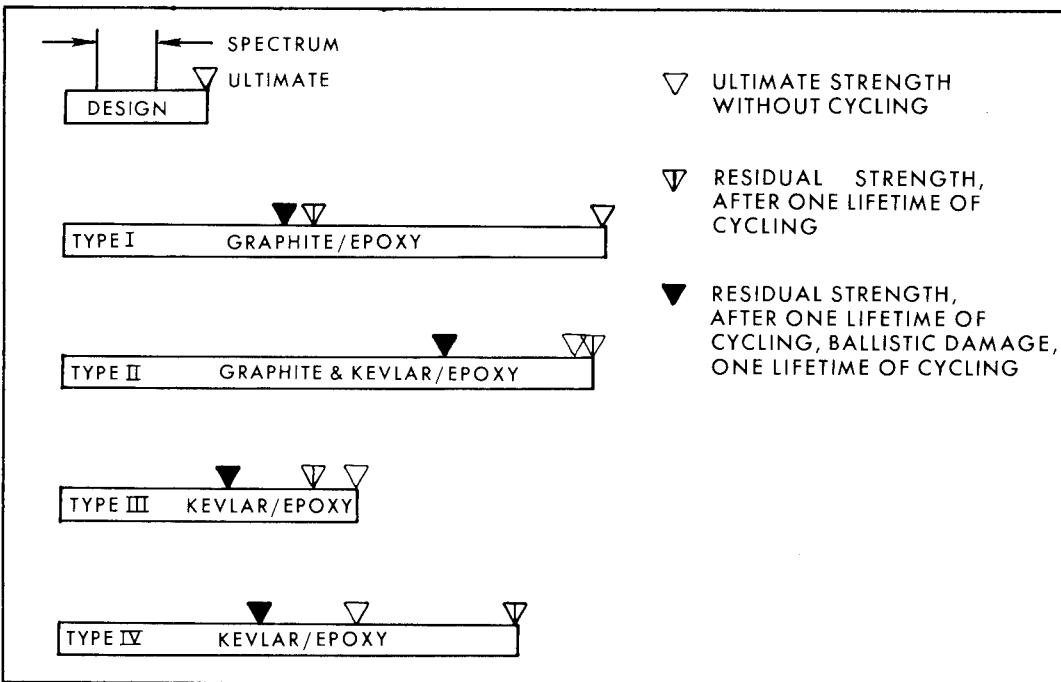 SPECTRUM
ULTIMATE
DESIGN
TYPE I GRAPHITE/EPOXY
TYPE II GRAPHITE & KEVLAR/EPOXY
TYPE III KEVLAR/EPOXY
TYPE IV KEVLAR/EPOXY
ULTIMATE STRENGTH
WITHOUT CYCLING
RESIDUAL STRENGTH,
AFTER ONE LIFETIME OF
CYCLING
RESIDUAL STRENGTH,
AFTER ONE LIFETIME OF
CYCLING, BALLISTIC DAMAGE,
ONE LIFETIME OF CYCLING